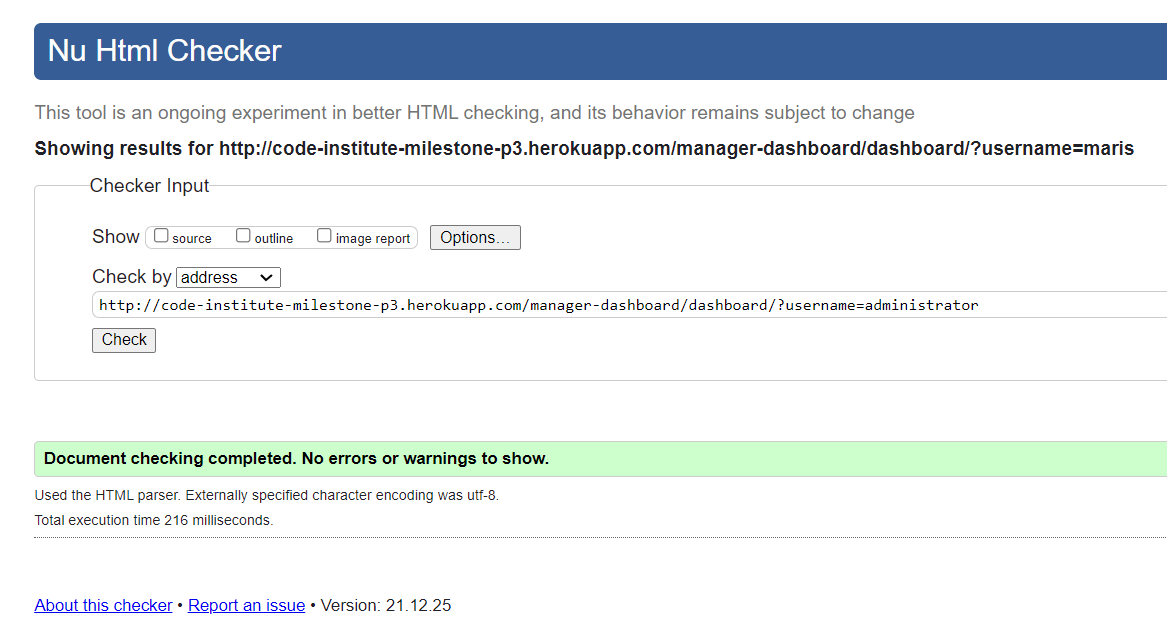 Nu Html Checker
This tool is an ongoing experiment in better HTML checking, and its behavior remains subject to change
Showing results for http://code-institute-milestone-p3.herokuapp.com/manager-dashboard/dashboard/?username=maris
Checker Input
Show source outline image report Options...
Check by address
http://code-institute-milestone-p3.herokuapp.com/manager-dashboard/dashboard/?username=administrator
Check
Document checking completed. No errors or warnings to show.
Used the HTML parser. Externally specified character encoding was utf-8.
Total execution time 216 milliseconds.
About this checker • Report an issue • Version: 21.12.25